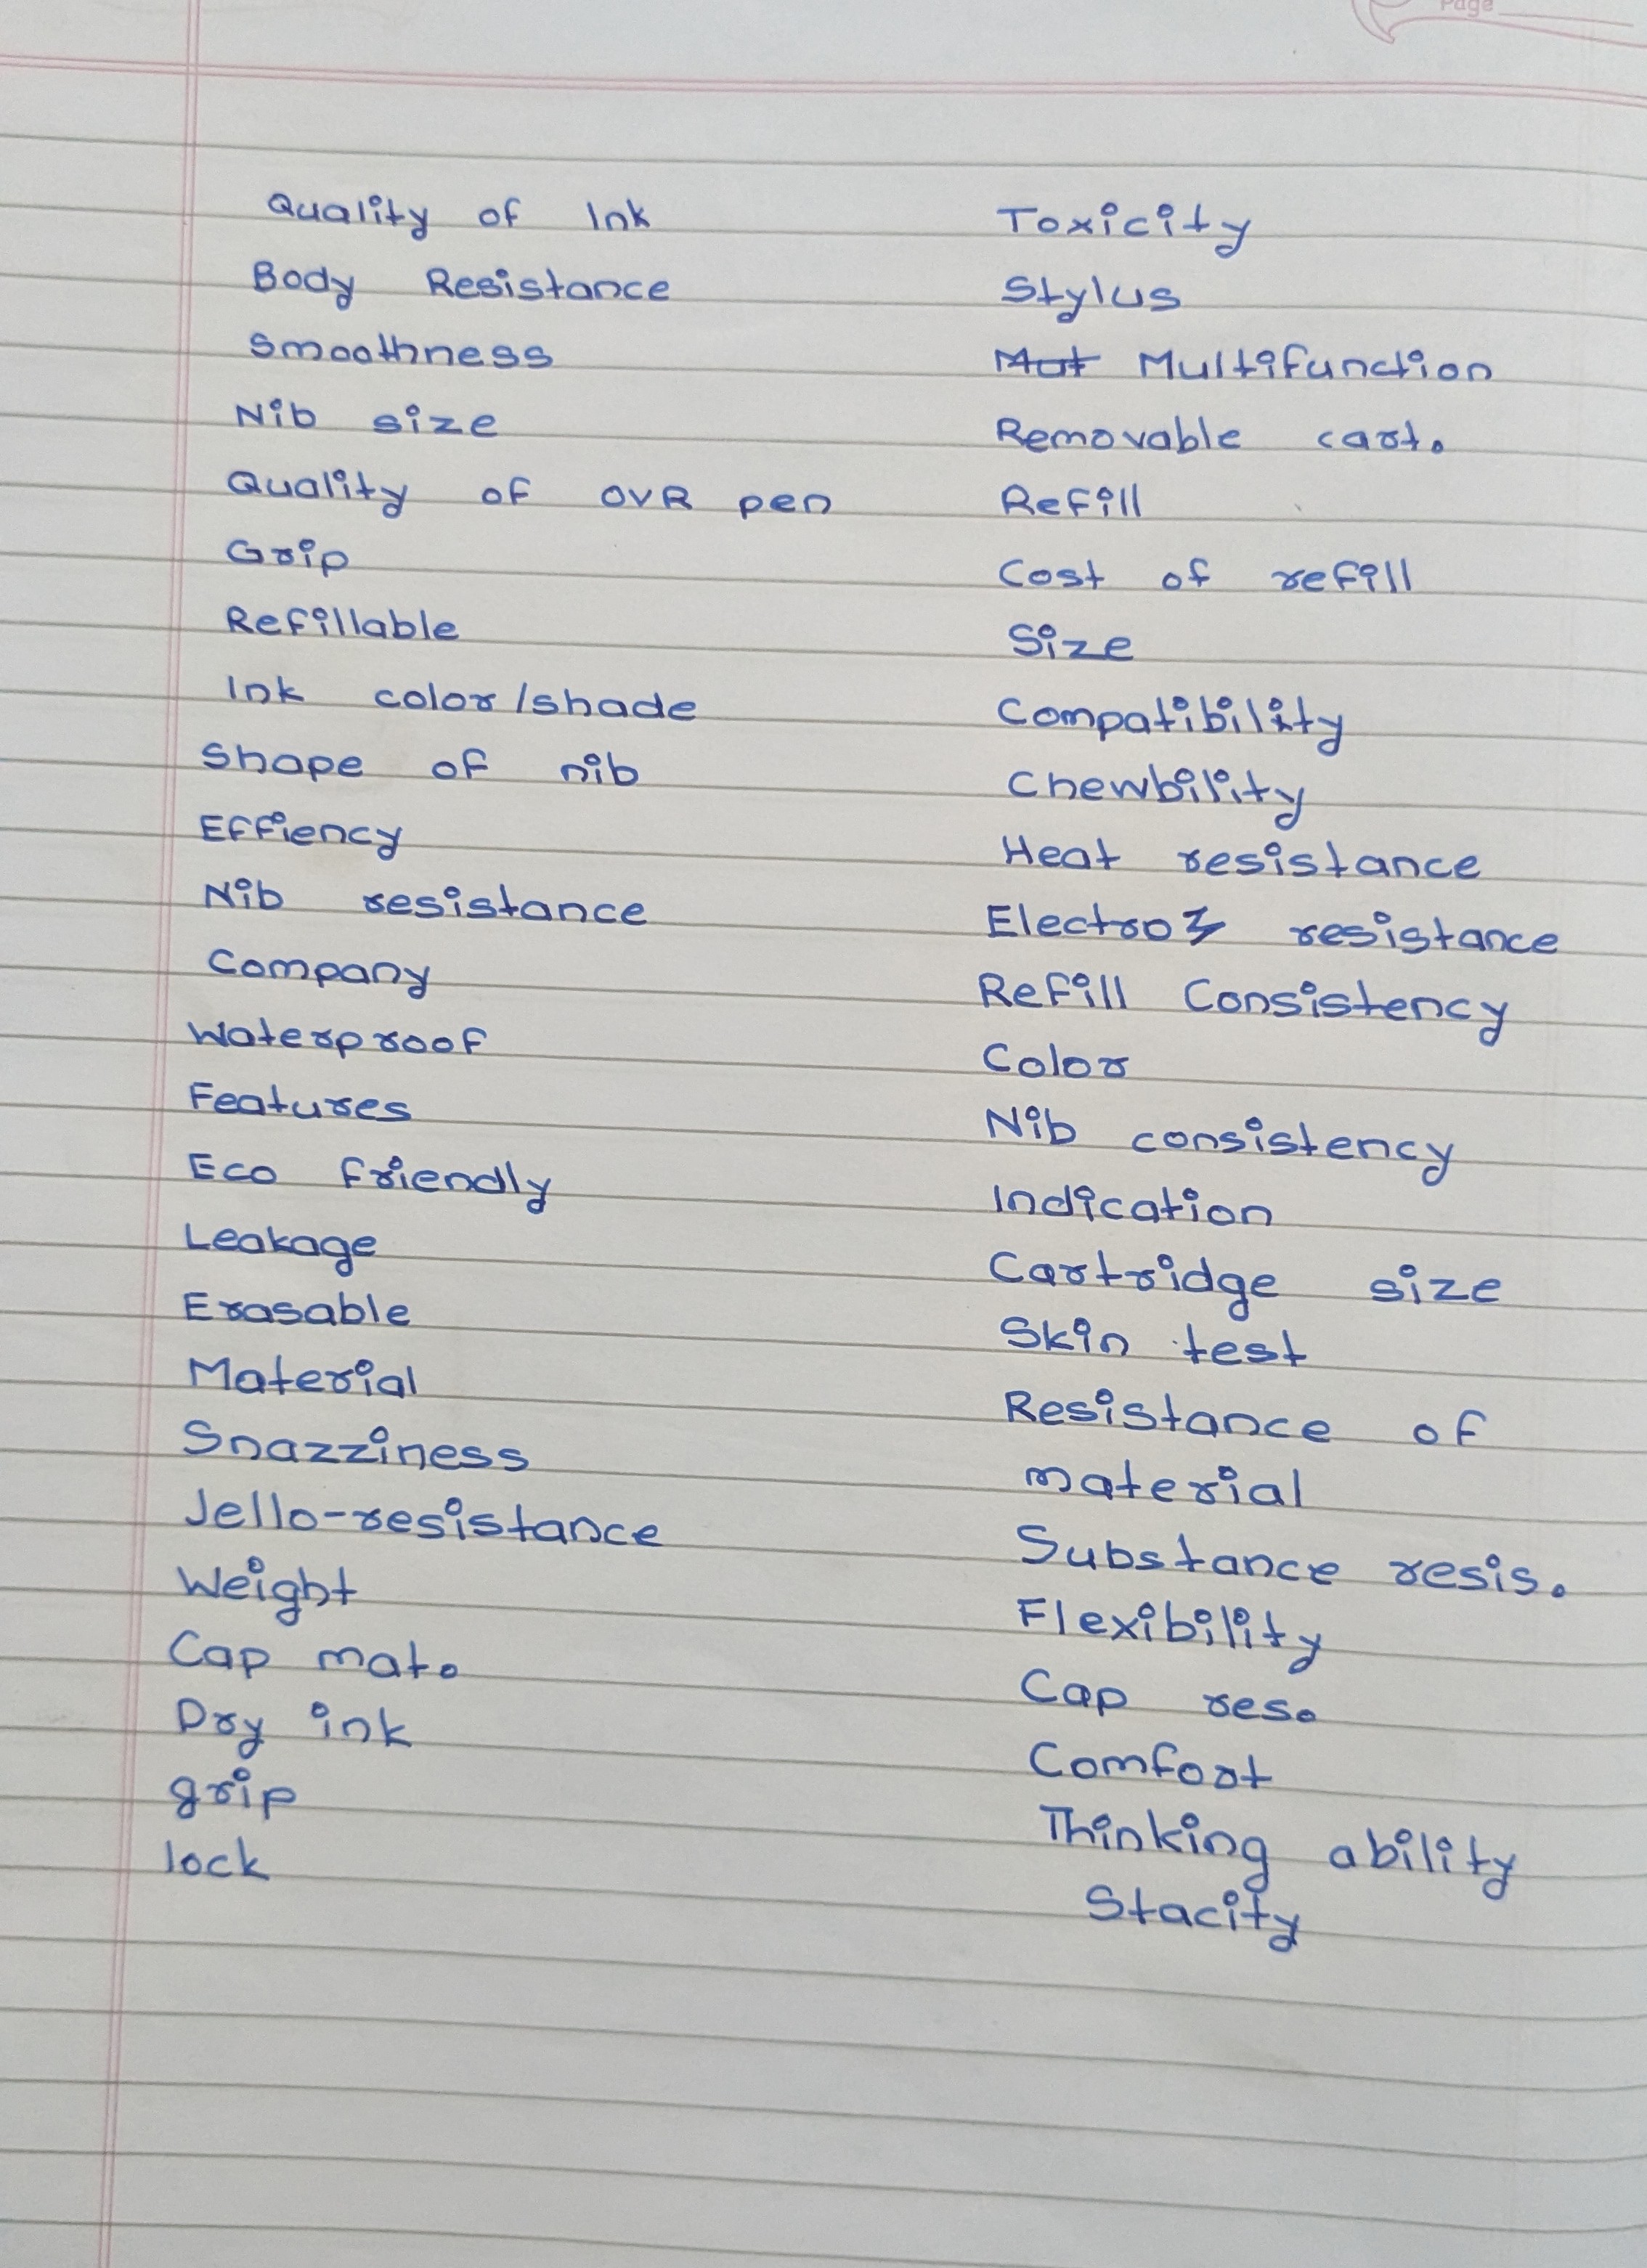 Page
Quality of Ink
Body Resistance
Smoothness
Nib size
Quality of OVR pen
Grip
Refillable
Ink color/shade
Shape of nib
Effiency
Nib resistance
Company
Waterproof
Features
Eco friendly
Leakage
Erasable
Material
Snazziness
Jello-resistance
Weight
Cap mat.
Dry ink
grip
lock
Toxicity
Stylus
Multifunction
Removable cart.
Refill
Cost of refill
Size
Compatibility
Chewbility
Heat resistance
Electro resistance
Refill Consistency
Color
Nib consistency
Indication
Cartridge size
Skin test
Resistance of
material
Substance resis.
Flexibility
Cap res.
Comfort
Thinking ability
Stacity